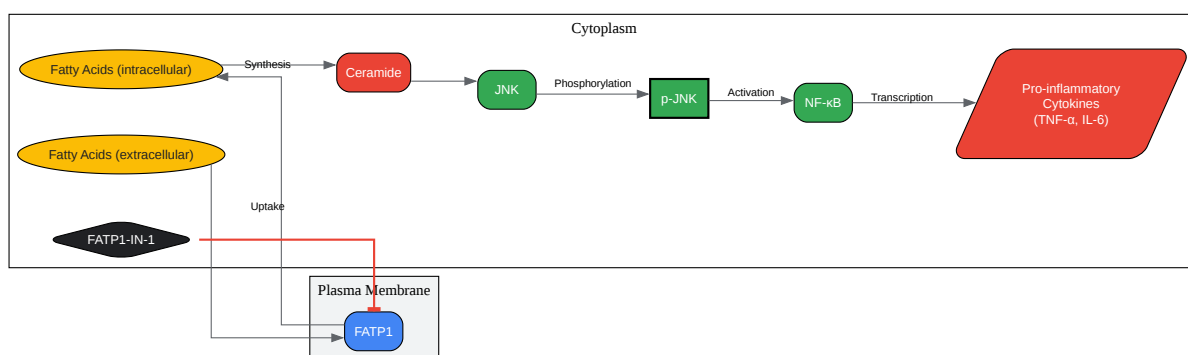 Cytoplasm
Fatty Acids (intracellular)
Synthesis
Ceramide
JNK
Phosphorylation
p-JNK
Activation
NF-κB
Transcription
Pro-inflammatory
Cytokines
(TNF-α, IL-6)
Fatty Acids (extracellular)
Uptake
FATP1-IN-1
Plasma Membrane
FATP1